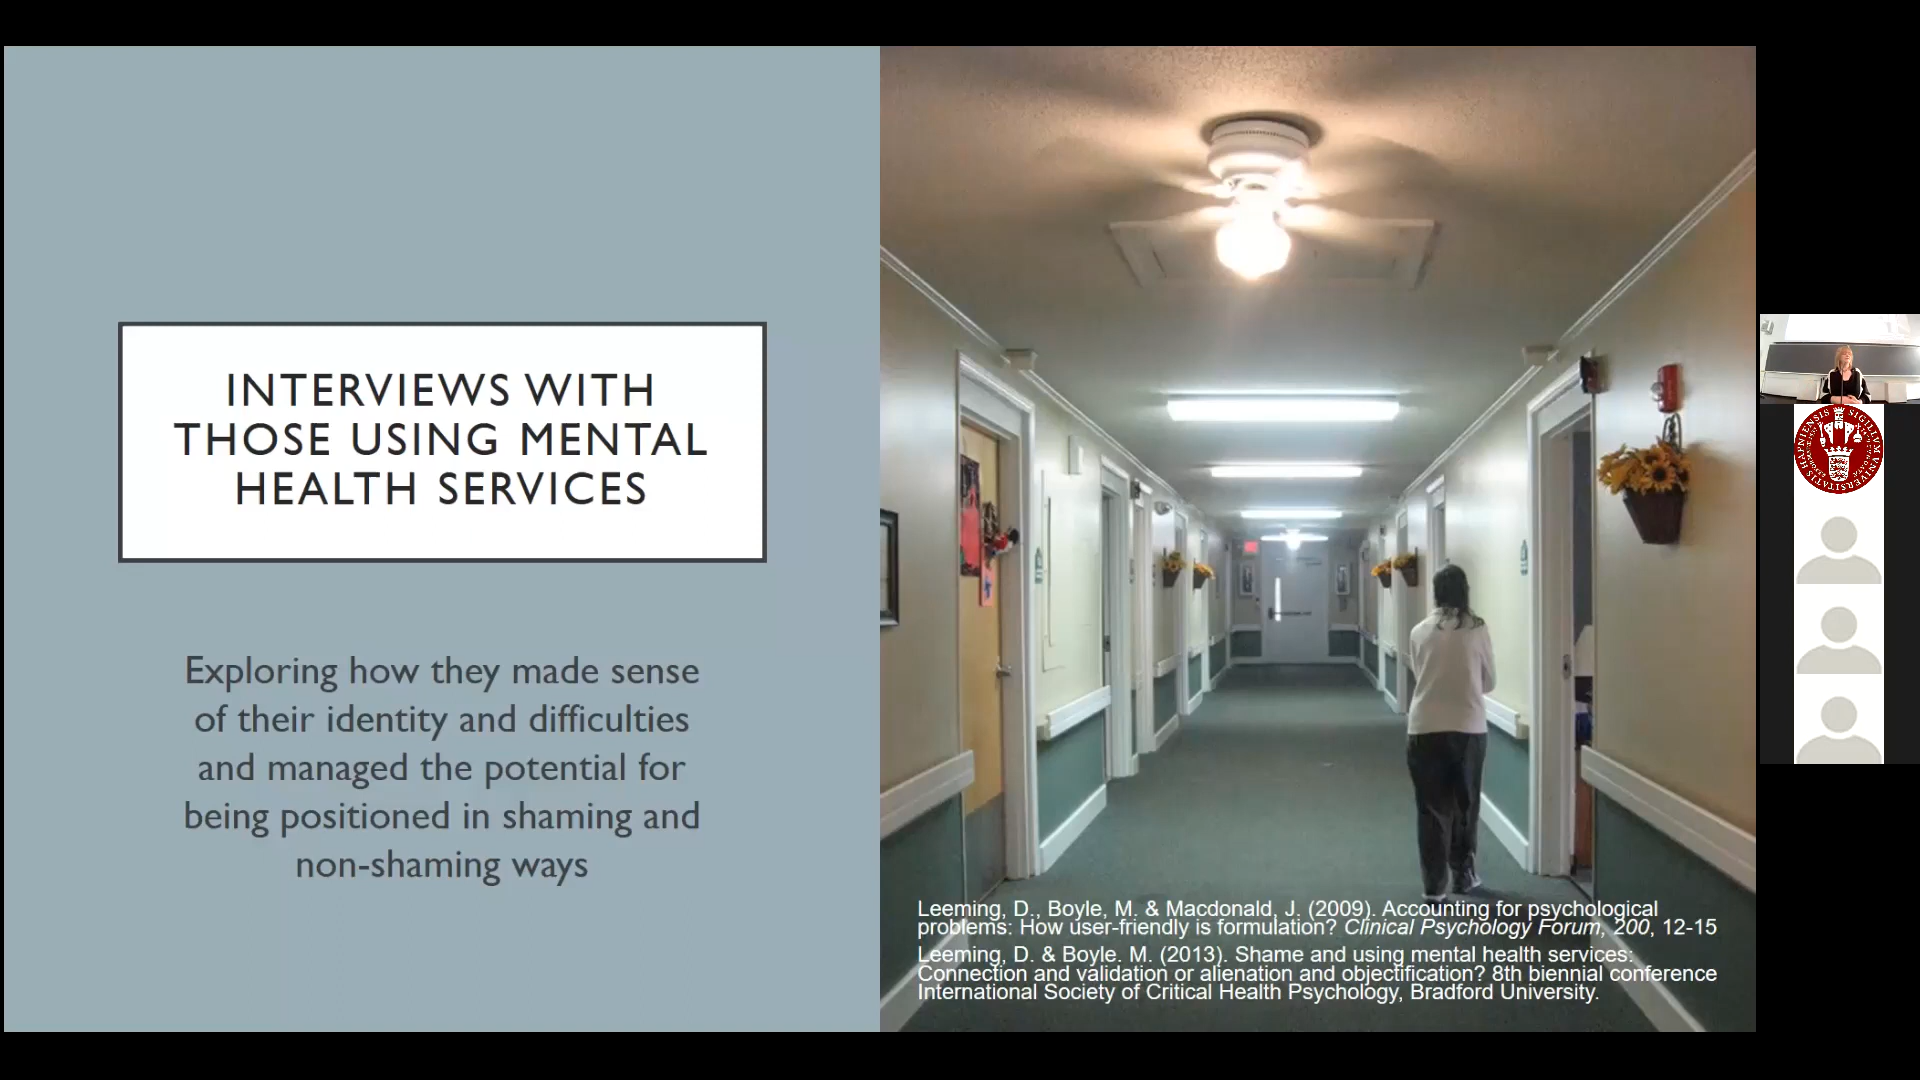 INTERVIEWS WITH
THOSE USING MENTAL
HEALTH SERVICES
Exploring how they made sense
of their identity and difficulties
and managed the potential for
being positioned in shaming and
non-shaming ways
Leeming, D., Boyle, M. & Macdonald, J. (2009). Accounting for psychological
problems: How user-friendly is formulation? Clinical Psychology Forum, 200, 12-15
Leeming, D. & Boyle. M. (2013). Shame and using mental health services:
Connection and validation or alienation and objectification? 8th biennial conference
International Society of Critical Health Psychology, Bradford University.